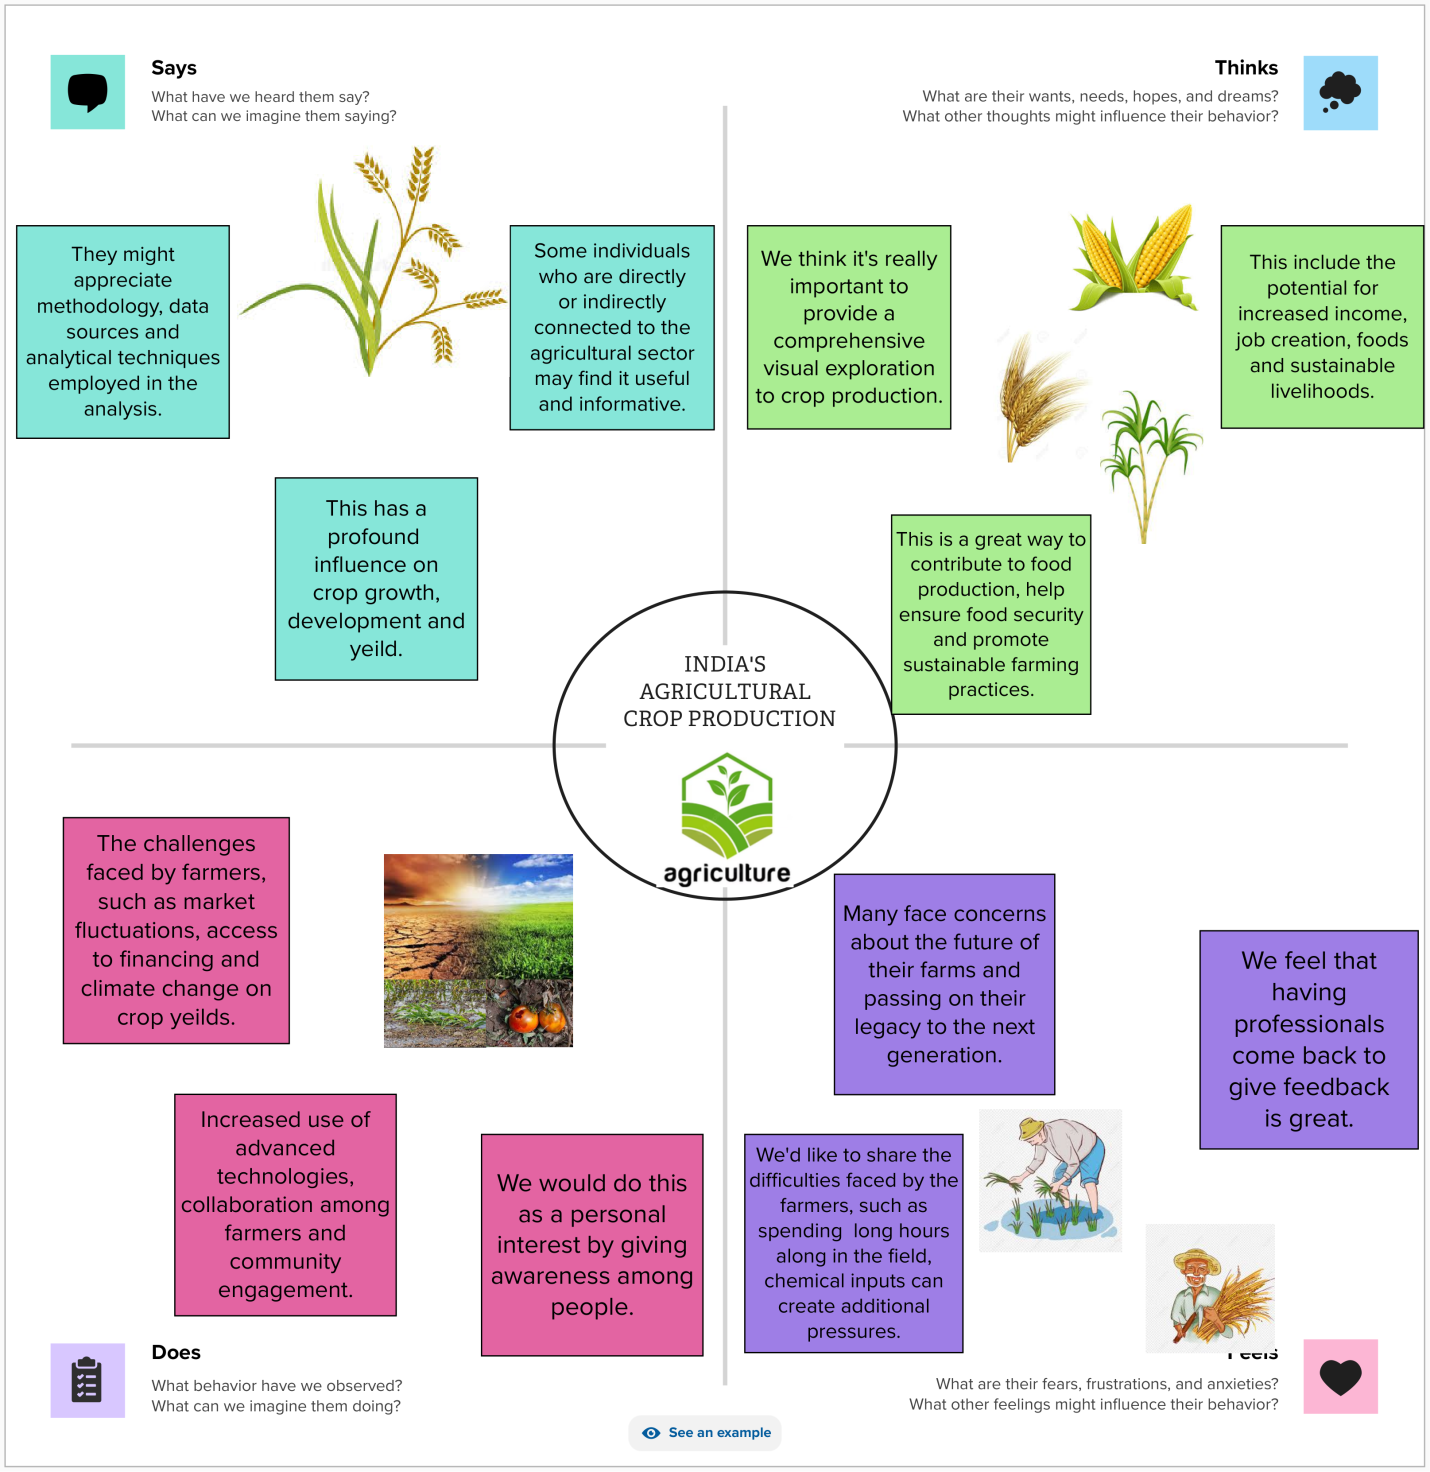 Says
What have we heard them say?
What can we imagine them saying?
Thinks
What are their wants, needs, hopes, and dreams?
What other thoughts might influence their behavior?
They might
appreciate
methodology, data
sources and
analytical techniques
employed in the
analysis.
Some individuals
who are directly
or indirectly
connected to the
agricultural sector
may find it useful
and informative.
This has a
profound
influence on
crop growth,
development and
yeild.
We think it's really
important to
provide a
comprehensive
visual exploration
to crop production.
This include the
potential for
increased income,
job creation, foods
and sustainable
livelihoods.
This is a great way to
contribute to food
production, help
ensure food security
and promote
sustainable farming
practices.
INDIA'S
AGRICULTURAL
CROP PRODUCTION
agriculture
The challenges
faced by farmers,
such as market
fluctuations, access
to financing and
climate change on
crop yeilds.
Increased use of
advanced
technologies,
collaboration among
farmers and
community
engagement.
We would do this
as a personal
interest by giving
awareness among
people.
Many face concerns
about the future of
their farms and
passing on their
legacy to the next
generation.
We feel that
having
professionals
come back to
give feedback
is great.
We'd like to share the
difficulties faced by the
farmers, such as
spending  long hours
along in the field,
chemical inputs can
create additional
pressures.
Does
What behavior have we observed?
What can we imagine them doing?
Feels
What are their fears, frustrations, and anxieties?
What other feelings might influence their behavior?
See an example